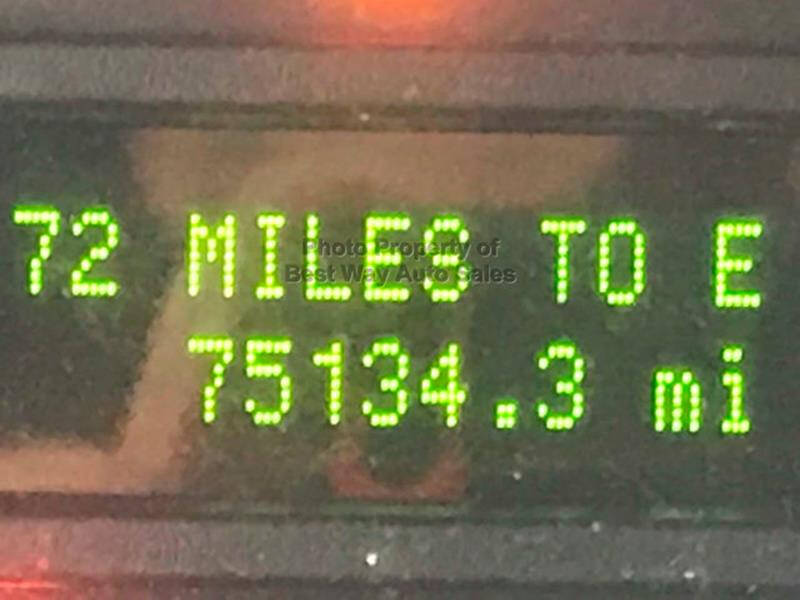 72 MILES TO E
Photo Property of
Best Way Auto Sales
75134.3 mi